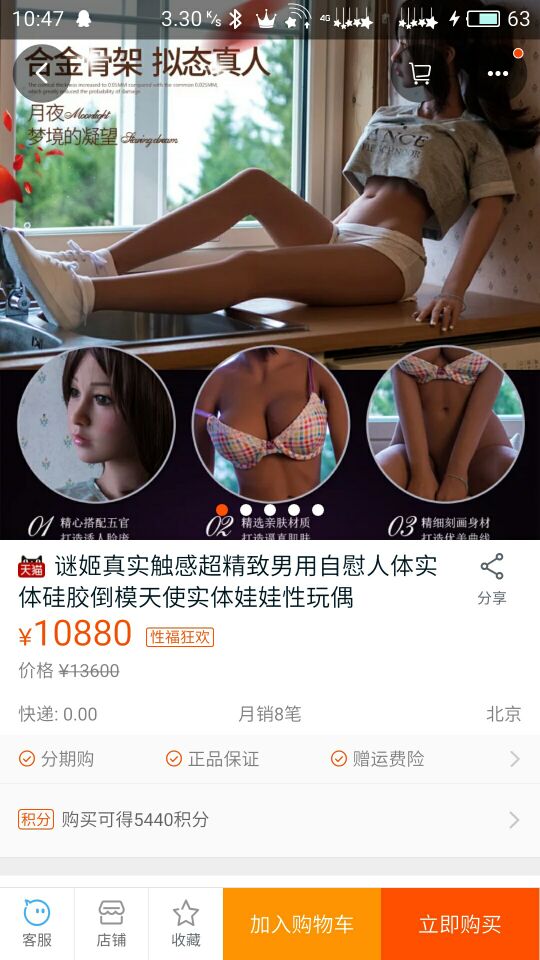 10:47 3.30 K/s 4G 63
合金骨架 拟态真人
The contrast the knees increased to 0.05MM compared with the common 0.025MM,
which greatly reduced the probability of damage.
月夜 Moonlight
梦境的凝望 Staring dream
01 精心搭配五官
打造诱人脸庞
02 精选亲肤材质
打造逼真肌肤
03 精细刻画身材
打造优美曲线
天猫 谜姬真实触感超精致男用自慰人体实
体硅胶倒模天使实体娃娃性玩偶
分享
¥10880 性福狂欢
价格 ¥13600
快递: 0.00 月销8笔 北京
分期购 正品保证 赠运费险
积分 购买可得5440积分
客服 店铺 收藏 加入购物车 立即购买